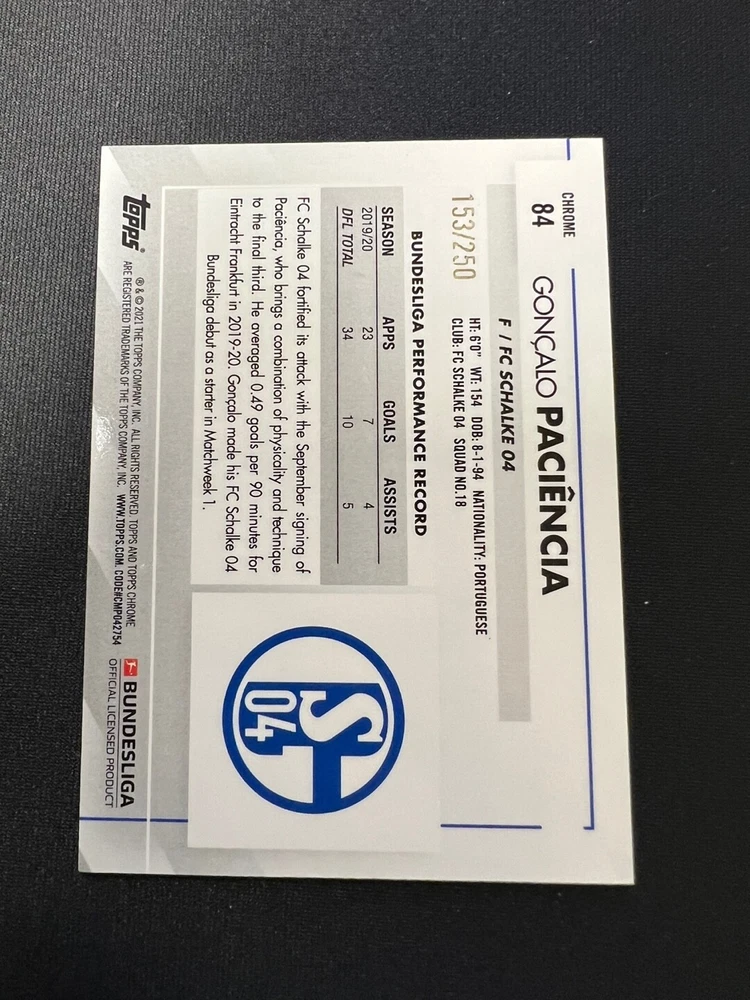 CHROME
84
GONÇALO PACIÊNCIA
F / FC SCHALKE 04
HT: 6'0" WT: 154 DOB: 8-1-94 NATIONALITY: PORTUGUESE
CLUB: FC SCHALKE 04 SQUAD NO.18
153/250
BUNDESLIGA PERFORMANCE RECORD
SEASON APPS GOALS ASSISTS
2019/20 23 7 4
DFL TOTAL 34 10 5
FC Schalke 04 fortified its attack with the September signing of
Paciência, who brings a combination of physicality and technique
to the final third. He averaged 0.49 goals per 90 minutes for
Eintracht Frankfurt in 2019-20. Gonçalo made his FC Schalke 04
Bundesliga debut as a starter in Matchweek 1.
S
04
topps
® & © 2021 THE TOPPS COMPANY, INC. ALL RIGHTS RESERVED. TOPPS AND TOPPS CHROME
ARE REGISTERED TRADEMARKS OF THE TOPPS COMPANY, INC. WWW.TOPPS.COM. CODE#CMP042754
BUNDESLIGA
OFFICIAL LICENSED PRODUCT